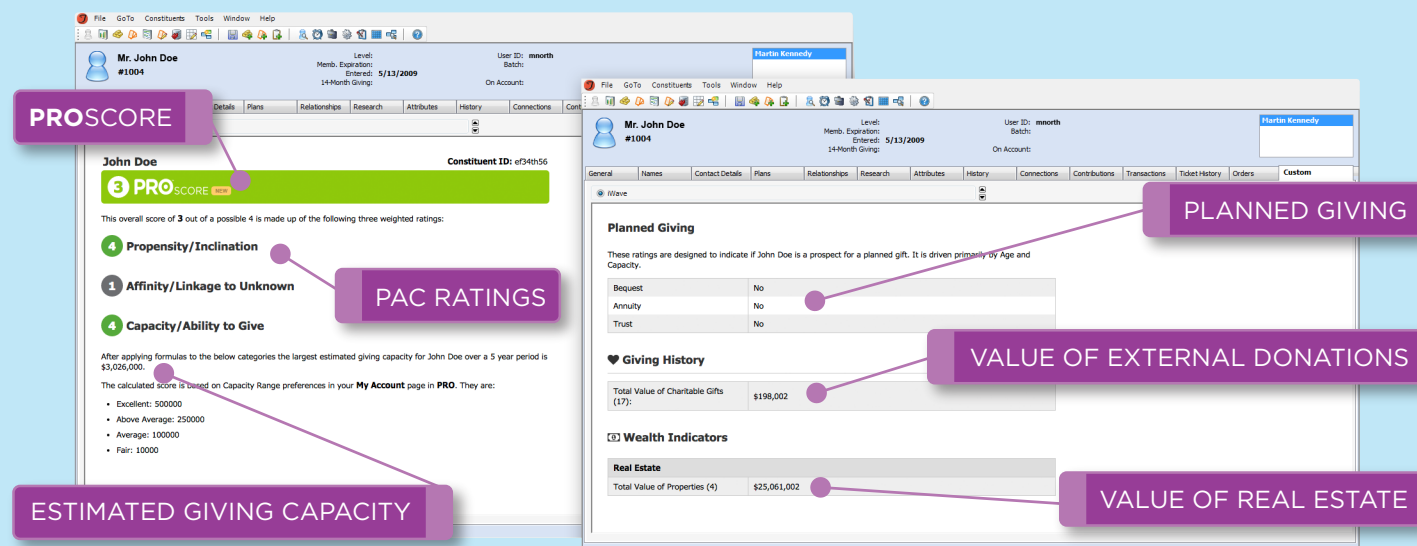 File GoTo Constituents Tools Window Help
Mr. John Doe
#1004
Level:
Memb. Expiration:
Entered: 5/13/2009
14-Month Giving:
User ID: mnorth
Batch:
On Account:
Martin Kennedy
Details Plans Relationships Research Attributes History Connections Cont
PROSCORE
John Doe
Constituent ID: ef34th56
3 PROSCORE NEW
This overall score of 3 out of a possible 4 is made up of the following three weighted ratings:
4 Propensity/Inclination
1 Affinity/Linkage to Unknown
4 Capacity/Ability to Give
PAC RATINGS
After applying formulas to the below categories the largest estimated giving capacity for John Doe over a 5 year period is
$3,026,000.
The calculated score is based on Capacity Range preferences in your My Account page in PRO. They are:
• Excellent: 500000
• Above Average: 250000
• Average: 100000
• Fair: 10000
ESTIMATED GIVING CAPACITY
File GoTo Constituents Tools Window Help
Mr. John Doe
#1004
Level:
Memb. Expiration:
Entered: 5/13/2009
14-Month Giving:
User ID: mnorth
Batch:
On Account:
Martin Kennedy
General Names Contact Details Plans Relationships Research Attributes History Connections Contributions Transactions Ticket History Orders Custom
iWave
Planned Giving
PLANNED GIVING
These ratings are designed to indicate if John Doe is a prospect for a planned gift. It is driven primarily by Age and
Capacity.
Bequest No
Annuity No
Trust No
Giving History
VALUE OF EXTERNAL DONATIONS
Total Value of Charitable Gifts
(17):
$198,002
Wealth Indicators
Real Estate
Total Value of Properties (4) $25,061,002
VALUE OF REAL ESTATE